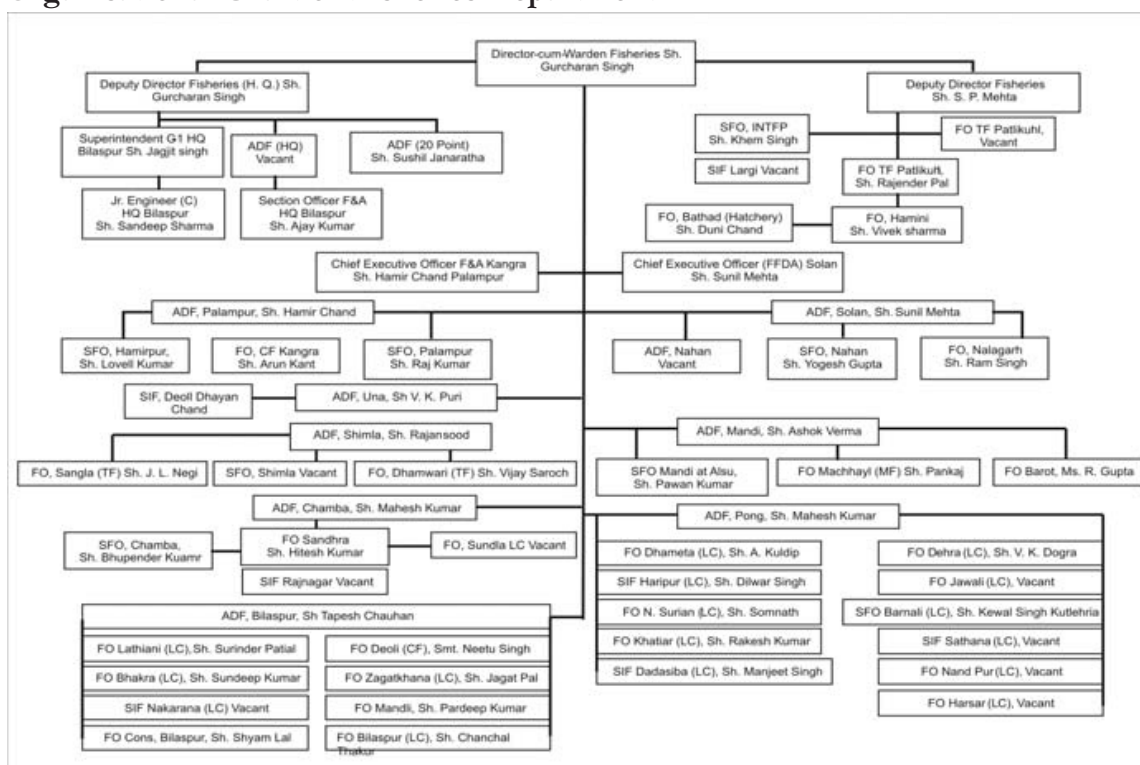 Director-cum-Warden Fisheries Sh.
Gurcharan Singh
Deputy Director Fisheries (H. Q.) Sh.
Gurcharan Singh
Deputy Director Fisheries
Sh. S. P. Mehta
Superintendent G1 HQ
Bilaspur Sh. Jagjit singh
ADF (HQ)
Vacant
ADF (20 Point)
Sh. Sushil Janaratha
SFO, INTFP
Sh. Khem Singh
FO TF Patlikuhl,
Vacant
SIF Largi Vacant
FO TF Patlikuhl,
Sh. Rajender Pal
Jr. Engineer (C)
HQ Bilaspur
Sh. Sandeep Sharma
Section Officer F&A
HQ Bilaspur
Sh. Ajay Kumar
FO, Bathad (Hatchery)
Sh. Duni Chand
FO, Hamini
Sh. Vivek sharma
Chief Executive Officer F&A Kangra
Sh. Hamir Chand Palampur
Chief Executive Officer (FFDA) Solan
Sh. Sunil Mehta
ADF, Palampur, Sh. Hamir Chand
ADF, Solan, Sh. Sunil Mehta
SFO, Hamirpur,
Sh. Lovell Kumar
FO, CF Kangra
Sh. Arun Kant
SFO, Palampur
Sh. Raj Kumar
ADF, Nahan
Vacant
SFO, Nahan
Sh. Yogesh Gupta
FO, Nalagarh
Sh. Ram Singh
SIF, Deoll Dhayan
Chand
ADF, Una, Sh V. K. Puri
ADF, Shimla, Sh. Rajansood
ADF, Mandi, Sh. Ashok Verma
FO, Sangla (TF) Sh. J. L. Negi
SFO, Shimla Vacant
FO, Dhamwari (TF) Sh. Vijay Saroch
SFO Mandi at Alsu,
Sh. Pawan Kumar
FO Machhayl (MF) Sh. Pankaj
FO Barot, Ms. R. Gupta
ADF, Chamba, Sh. Mahesh Kumar
ADF, Pong, Sh. Mahesh Kumar
SFO, Chamba,
Sh. Bhupender Kuamr
FO Sandhra
Sh. Hitesh Kumar
FO, Sundla LC Vacant
SIF Rajnagar Vacant
FO Dhameta (LC), Sh. A. Kuldip
FO Dehra (LC), Sh. V. K. Dogra
SIF Haripur (LC), Sh. Dilwar Singh
FO Jawali (LC), Vacant
FO N. Surian (LC), Sh. Somnath
SFO Barnali (LC), Sh. Kewal Singh Kutlehria
FO Khatiar (LC), Sh. Rakesh Kumar
SIF Sathana (LC), Vacant
SIF Dadasiba (LC), Sh. Manjeet Singh
FO Nand Pur (LC), Vacant
FO Harsar (LC), Vacant
ADF, Bilaspur, Sh Tapesh Chauhan
FO Lathiani (LC), Sh. Surinder Patial
FO Deoli (CF), Smt. Neetu Singh
FO Bhakra (LC), Sh. Sundeep Kumar
FO Zagatkhana (LC), Sh. Jagat Pal
SIF Nakarana (LC) Vacant
FO Mandli, Sh. Pardeep Kumar
FO Cons, Bilaspur, Sh. Shyam Lal
FO Bilaspur (LC), Sh. Chanchal
Thakur